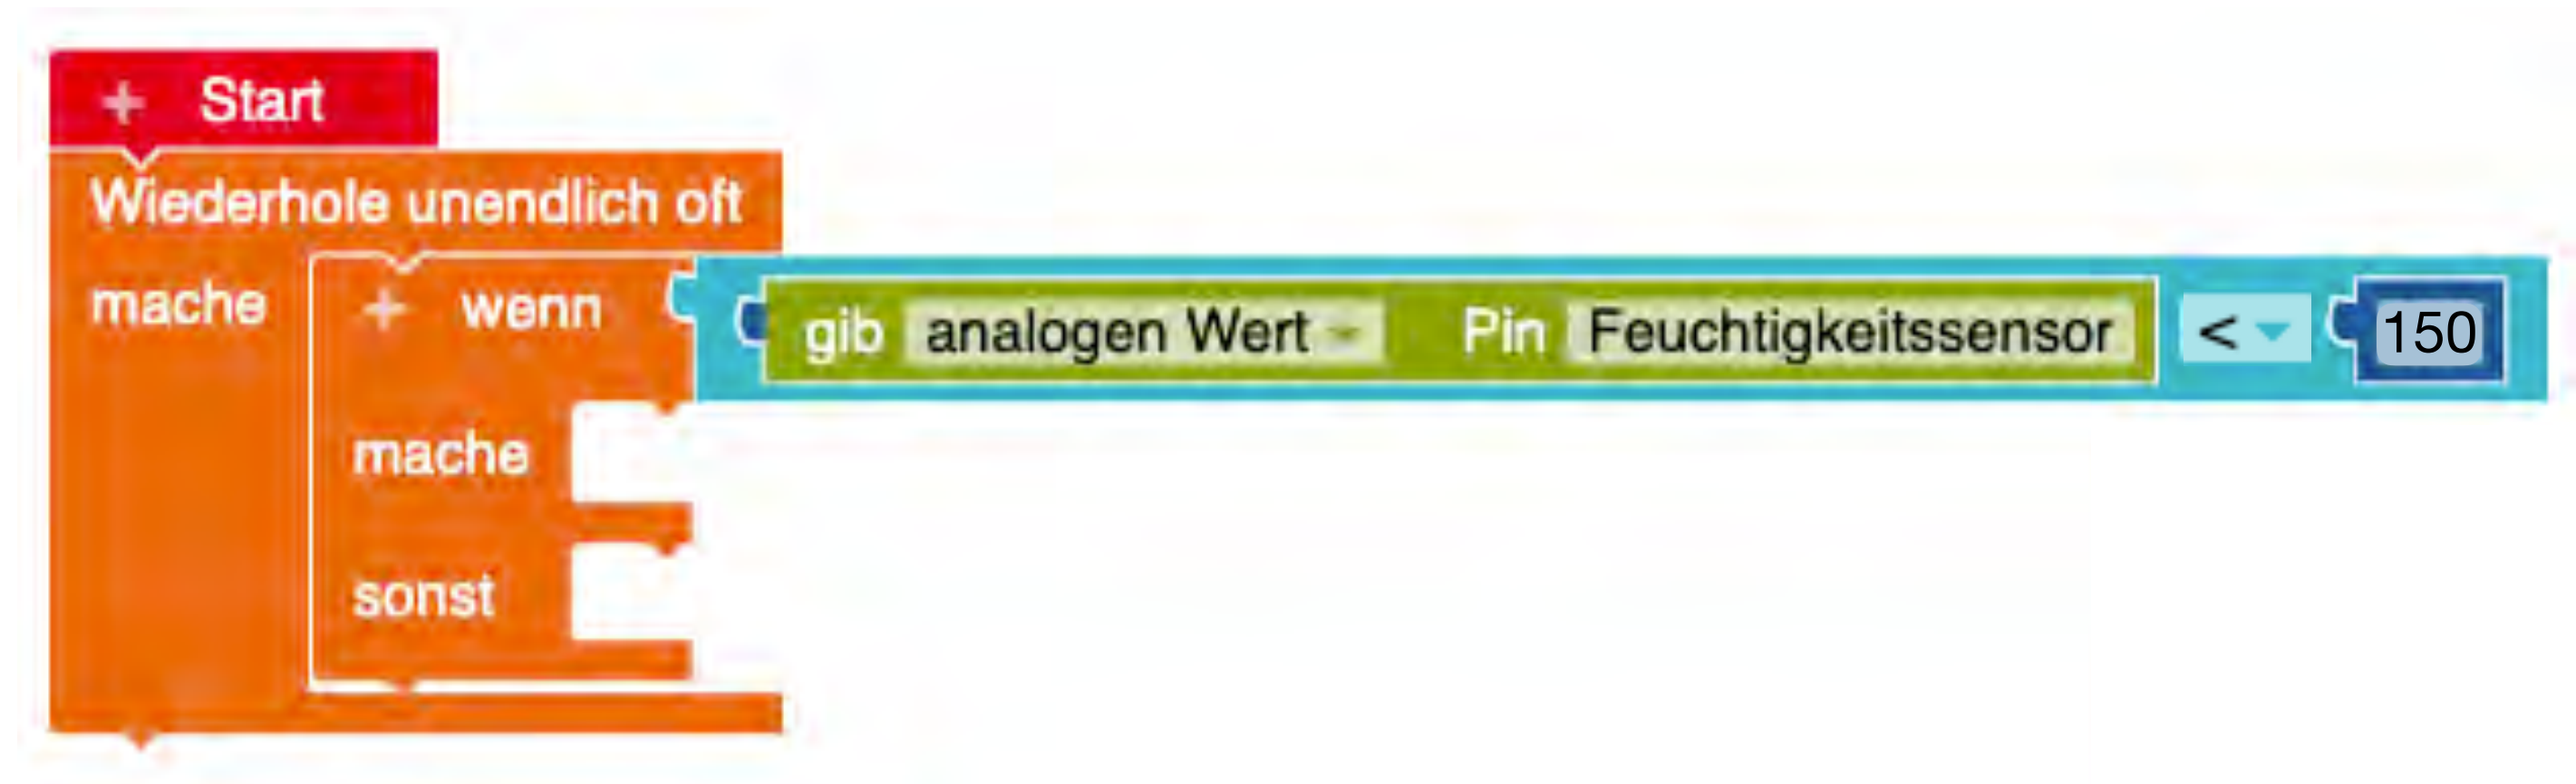 + Start
Wiederhole unendlich oft
mache + wenn gib analogen Wert Pin Feuchtigkeitssensor < 150
mache
sonst